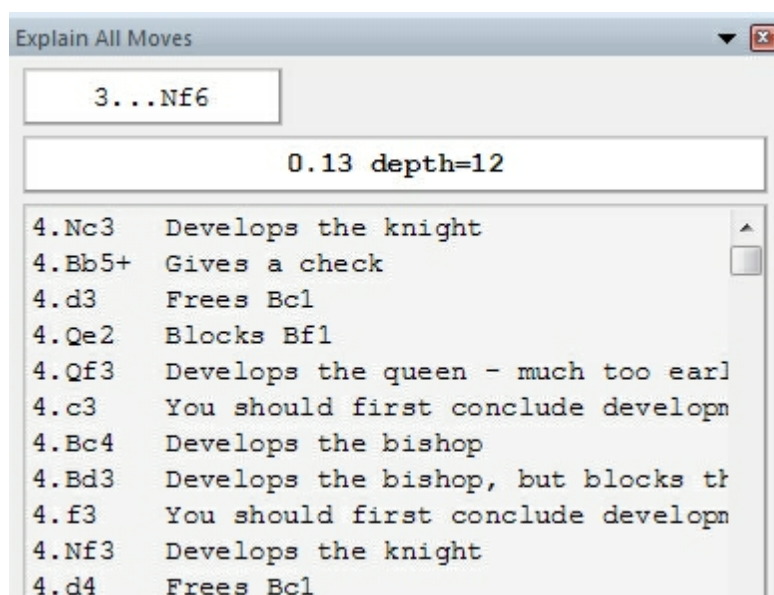 Explain All Moves
3...Nf6
0.13 depth=12
4.Nc3 Develops the knight
4.Bb5+ Gives a check
4.d3 Frees Bc1
4.Qe2 Blocks Bf1
4.Qf3 Develops the queen - much too earl
4.c3 You should first conclude developm
4.Bc4 Develops the bishop
4.Bd3 Develops the bishop, but blocks th
4.f3 You should first conclude developm
4.Nf3 Develops the knight
4.d4 Frees Bc1